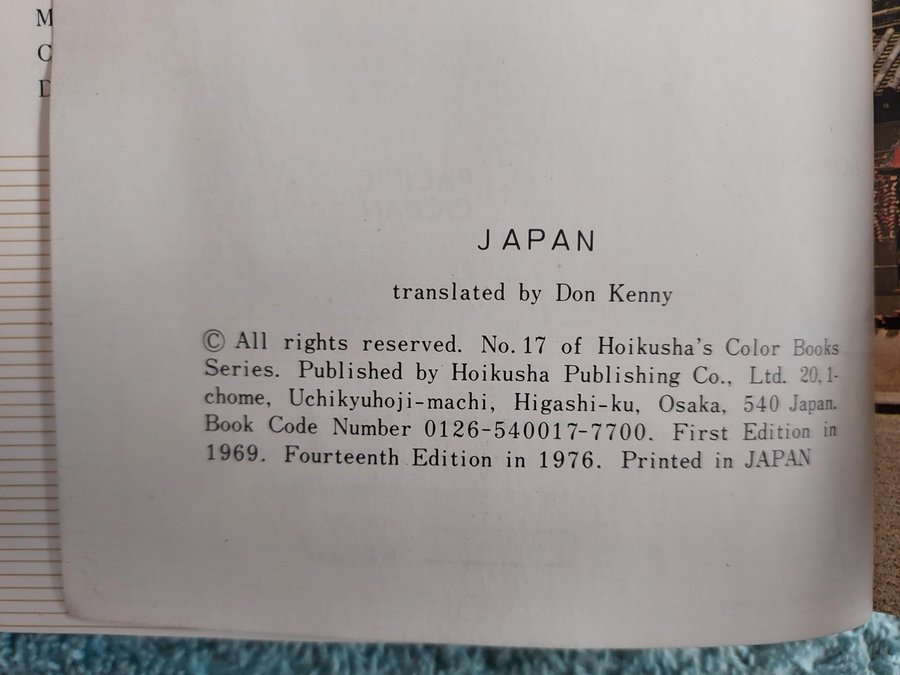 M
C
D
JAPAN
translated by Don Kenny
© All rights reserved. No. 17 of Hoikusha's Color Books
Series. Published by Hoikusha Publishing Co., Ltd. 20, 1-
chome, Uchikyuhoji-machi, Higashi-ku, Osaka, 540 Japan.
Book Code Number 0126-540017-7700. First Edition in
1969. Fourteenth Edition in 1976. Printed in JAPAN